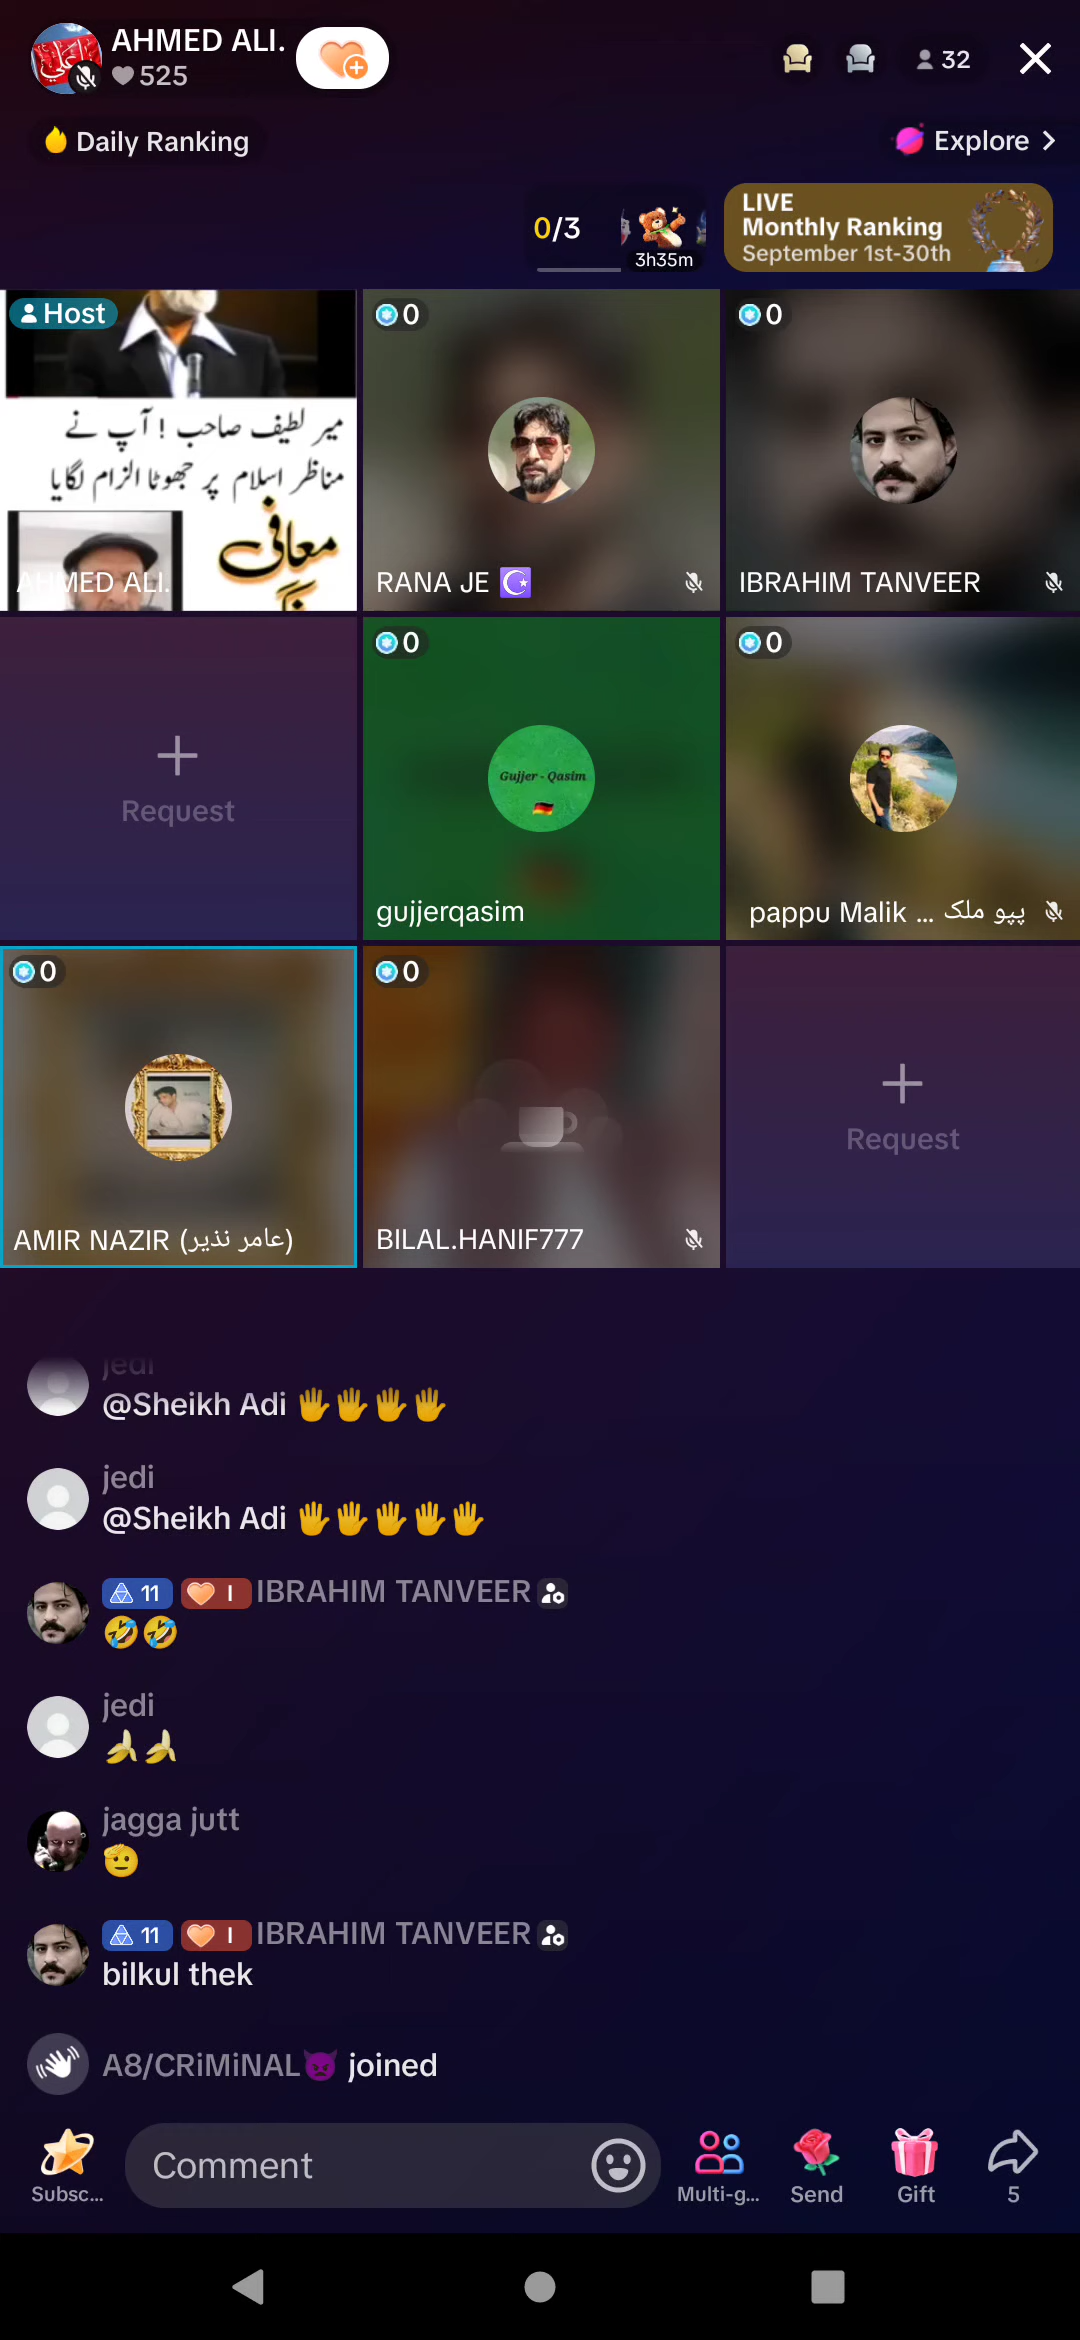 AHMED ALI.
525
32
Daily Ranking
Explore
0/3
3h35m
LIVE
Monthly Ranking
September 1st-30th
Host
میر لطیف صاحب ! آپ نے
مناظر اسلام پر جھوٹا الزام لگایا
معافی
AHMED ALI.
0
RANA JE
0
IBRAHIM TANVEER
Request
0
Gujjer - Qasim
gujjerqasim
0
pappu Malik ... پپو ملک
0
AMIR NAZIR (عامر نذیر)
0
BILAL.HANIF777
Request
jedi
@Sheikh Adi 🖐🖐🖐🖐
jedi
@Sheikh Adi 🖐🖐🖐🖐🖐
11 I IBRAHIM TANVEER
🤣🤣
jedi
🍌🍌
jagga jutt
🫡
11 I IBRAHIM TANVEER
bilkul thek
A8/CRiMiNAL👿 joined
Comment
Subsc...
Multi-g...
Send
Gift
5